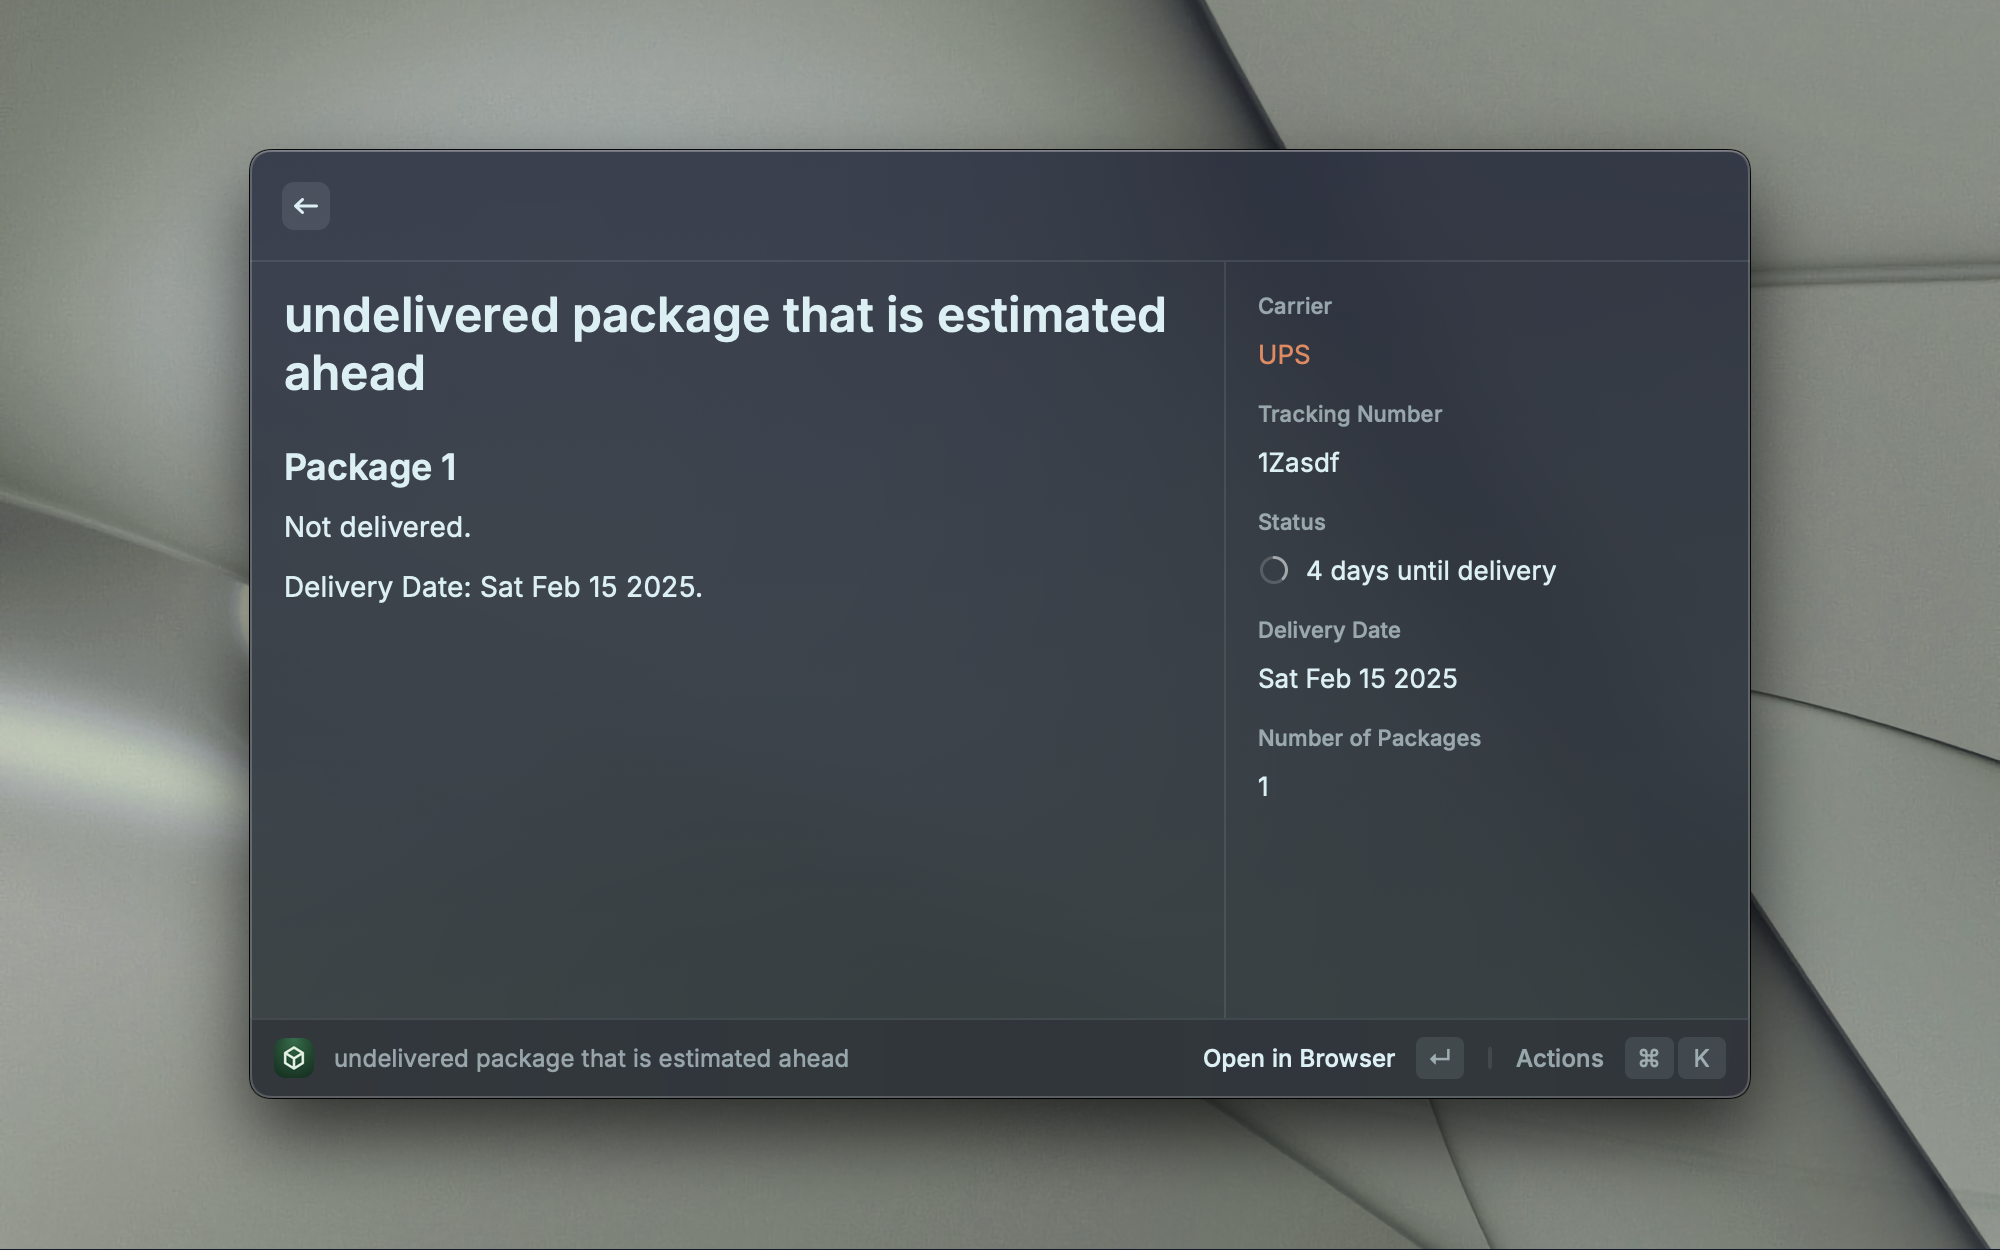 undelivered package that is estimated
ahead
Package 1
Not delivered.
Delivery Date: Sat Feb 15 2025.
Carrier
UPS
Tracking Number
1Zasdf
Status
4 days until delivery
Delivery Date
Sat Feb 15 2025
Number of Packages
1
undelivered package that is estimated ahead
Open in Browser ↵ Actions ⌘ K